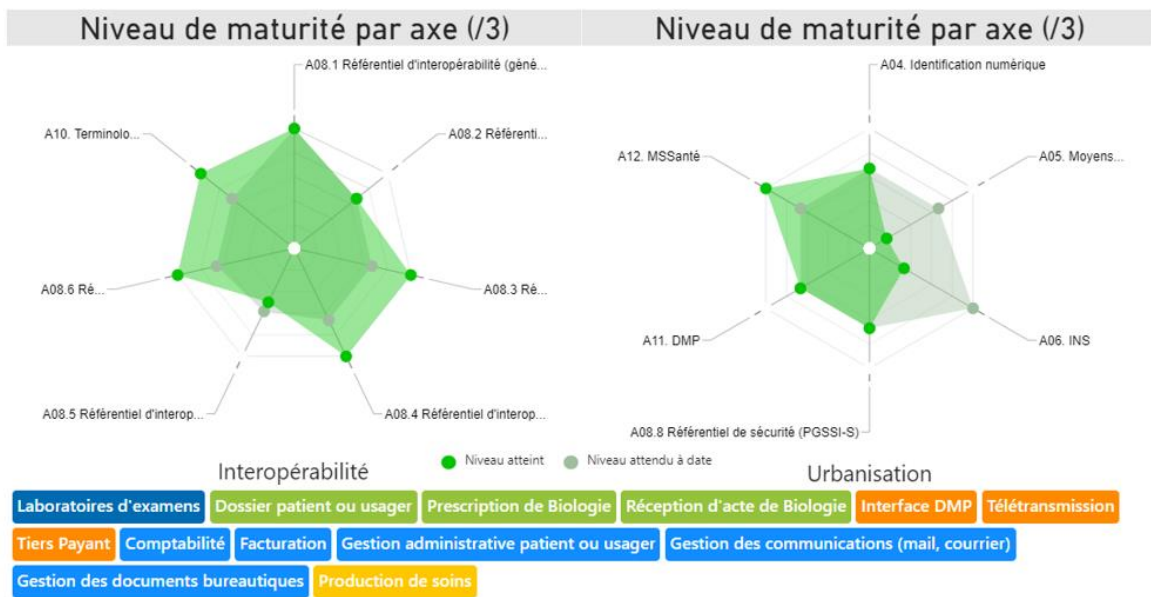 Niveau de maturité par axe (/3)
Niveau de maturité par axe (/3)
A08.1 Référentiel d'interopérabilité (géné...
A10. Terminolo...
A08.2 Référenti...
A08.6 Ré...
A08.3 Ré...
A08.5 Référentiel d'interop...
A08.4 Référentiel d'interop...
A04. Identification numérique
A12. MSSanté
A05. Moyens...
A11. DMP
A06. INS
A08.8 Référentiel de sécurité (PGSSI-S)
Interopérabilité
Niveau atteint
Niveau attendu à date
Urbanisation
Laboratoires d'examens
Dossier patient ou usager
Prescription de Biologie
Réception d'acte de Biologie
Interface DMP
Télétransmission
Tiers Payant
Comptabilité
Facturation
Gestion administrative patient ou usager
Gestion des communications (mail, courrier)
Gestion des documents bureautiques
Production de soins